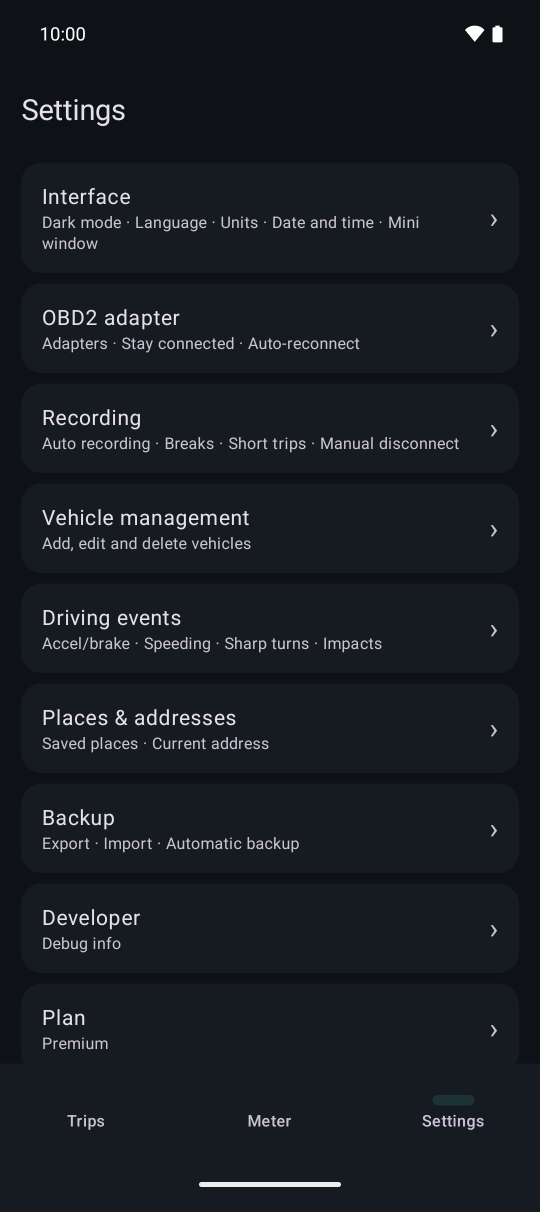 10:00
Settings
Interface
Dark mode · Language · Units · Date and time · Mini
window
OBD2 adapter
Adapters · Stay connected · Auto-reconnect
Recording
Auto recording · Breaks · Short trips · Manual disconnect
Vehicle management
Add, edit and delete vehicles
Driving events
Accel/brake · Speeding · Sharp turns · Impacts
Places & addresses
Saved places · Current address
Backup
Export · Import · Automatic backup
Developer
Debug info
Plan
Premium
Trips
Meter
Settings